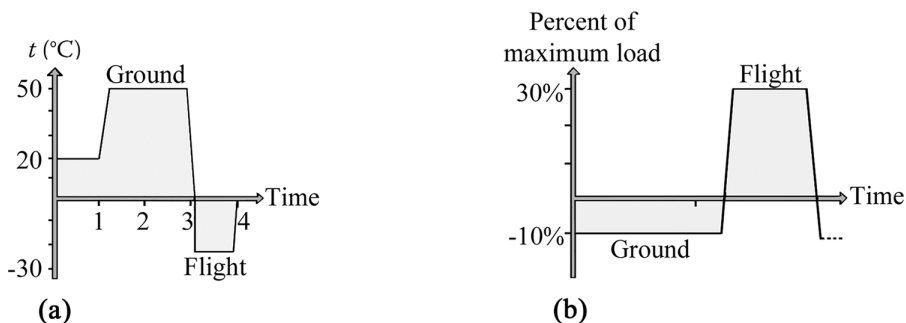 t (°C)
50
20
-30
Ground
Flight
1
2
3
4
Time
(a)
Percent of
maximum load
30%
-10%
Flight
Ground
Time
(b)